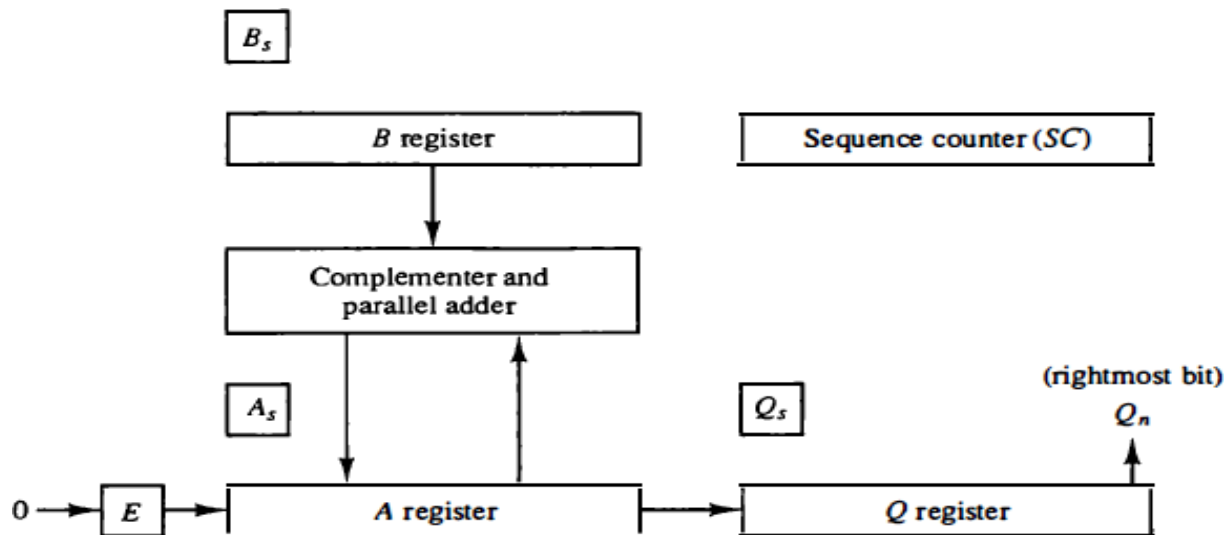 B_s
B register
Sequence counter (SC)
Complementer and
parallel adder
(rightmost bit)
A_s
Q_s
Q_n
0
E
A register
Q register